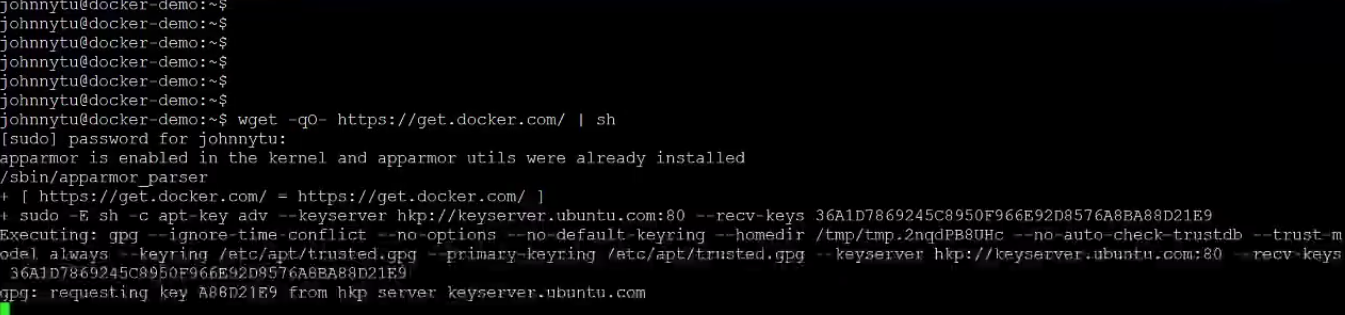 johnnytu@docker-demo:~$
johnnytu@docker-demo:~$
johnnytu@docker-demo:~$
johnnytu@docker-demo:~$
johnnytu@docker-demo:~$
johnnytu@docker-demo:~$
johnnytu@docker-demo:~$ wget -qO- https://get.docker.com/ | sh
[sudo] password for johnnytu:
apparmor is enabled in the kernel and apparmor utils were already installed
/sbin/apparmor_parser
+ [ https://get.docker.com/ = https://get.docker.com/ ]
+ sudo -E sh -c apt-key adv --keyserver hkp://keyserver.ubuntu.com:80 --recv-keys 36A1D7869245C8950F966E92D8576A8BA88D21E9
Executing: gpg --ignore-time-conflict --no-options --no-default-keyring --homedir /tmp/tmp.2nqdPB8UHc --no-auto-check-trustdb --trust-m
odel always --keyring /etc/apt/trusted.gpg --primary-keyring /etc/apt/trusted.gpg --keyserver hkp://keyserver.ubuntu.com:80 --recv-keys
36A1D7869245C8950F966E92D8576A8BA88D21E9
gpg: requesting key A88D21E9 from hkp server keyserver.ubuntu.com